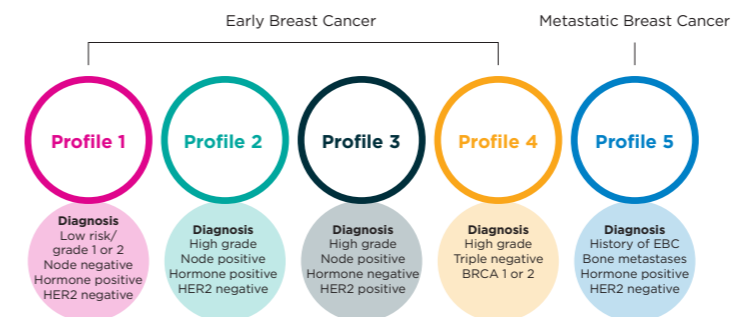 Early Breast Cancer
Metastatic Breast Cancer
Profile 1
Profile 2
Profile 3
Profile 4
Profile 5
Diagnosis
Low risk/
grade 1 or 2
Node negative
Hormone positive
HER2 negative
Diagnosis
High grade
Node positive
Hormone positive
HER2 negative
Diagnosis
High grade
Node positive
Hormone negative
HER2 positive
Diagnosis
High grade
Triple negative
BRCA 1 or 2
Diagnosis
History of EBC
Bone metastases
Hormone positive
HER2 negative